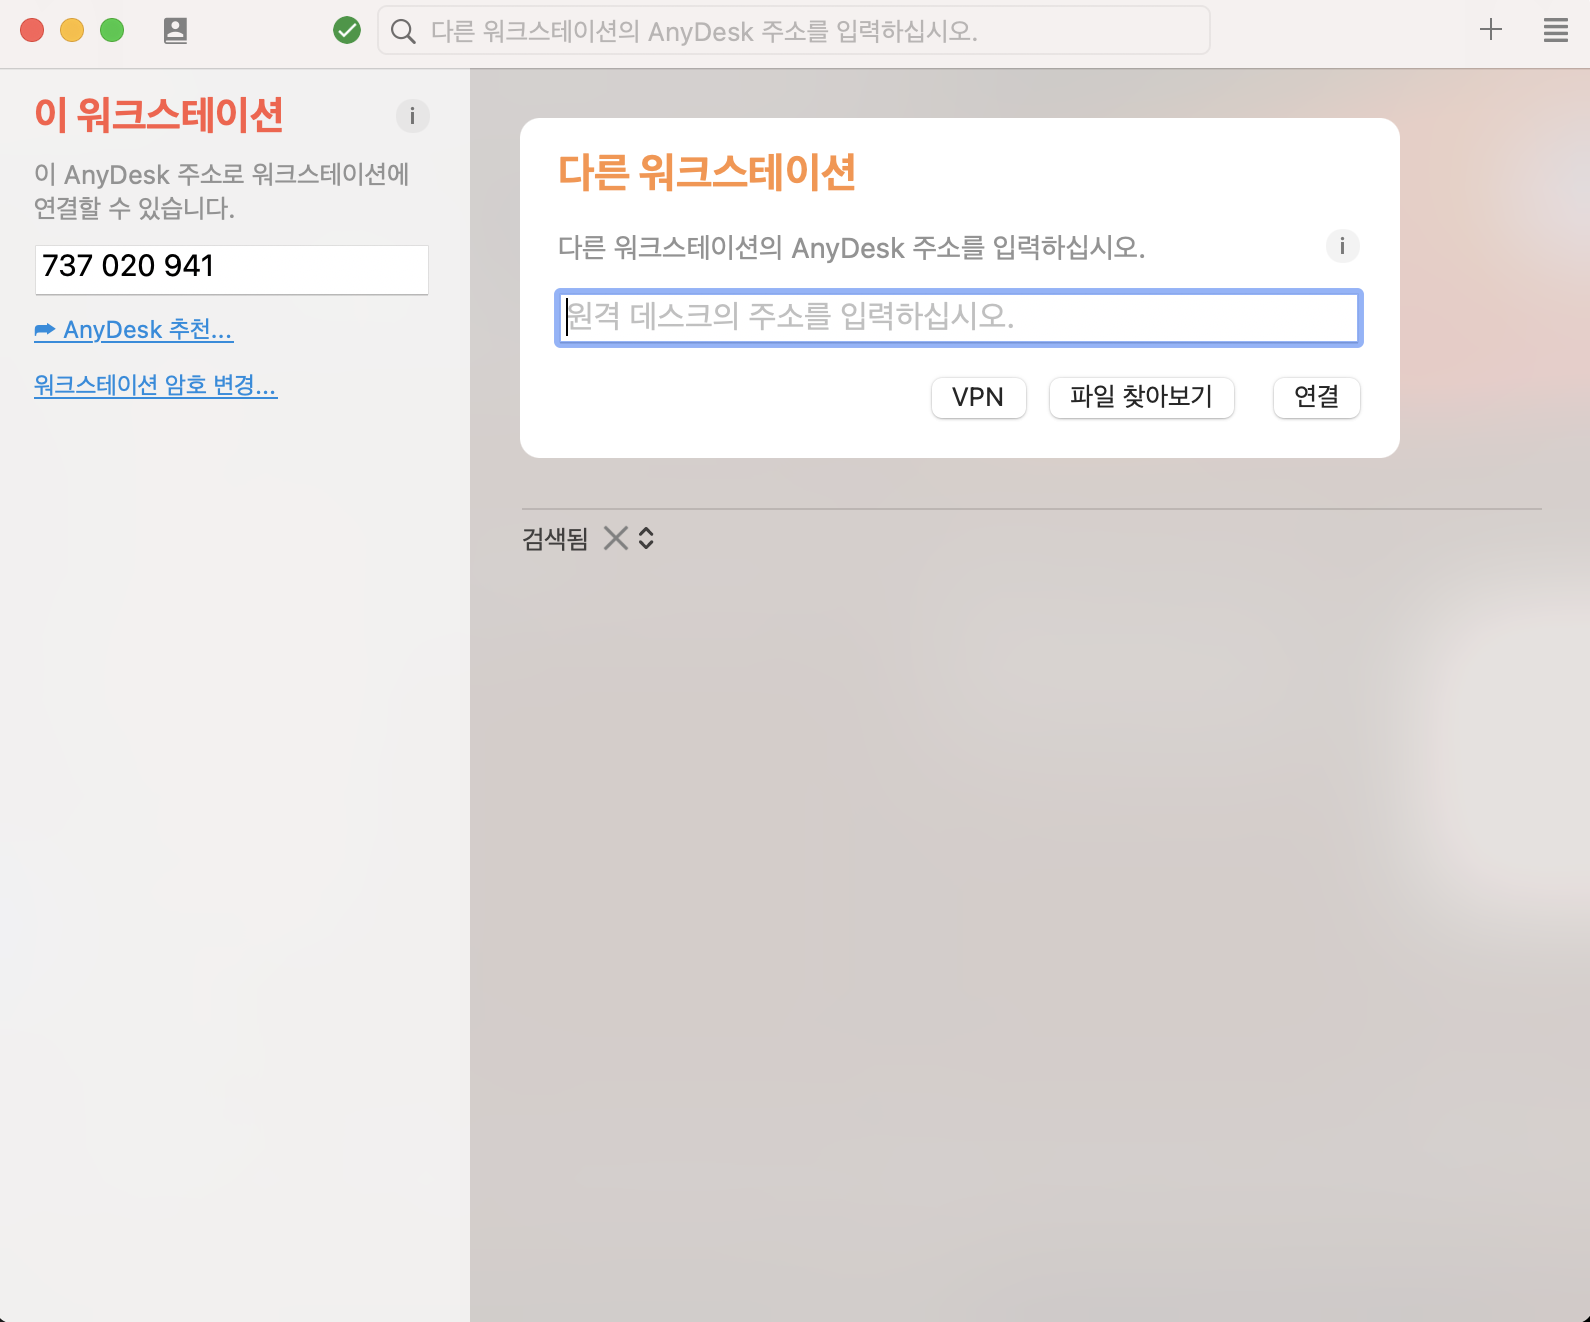 다른 워크스테이션의 AnyDesk 주소를 입력하십시오.
이 워크스테이션
i
이 AnyDesk 주소로 워크스테이션에
연결할 수 있습니다.
737 020 941
➦ AnyDesk 추천...
워크스테이션 암호 변경...
다른 워크스테이션
다른 워크스테이션의 AnyDesk 주소를 입력하십시오.
i
원격 데스크의 주소를 입력하십시오.
VPN 파일 찾아보기 연결
검색됨